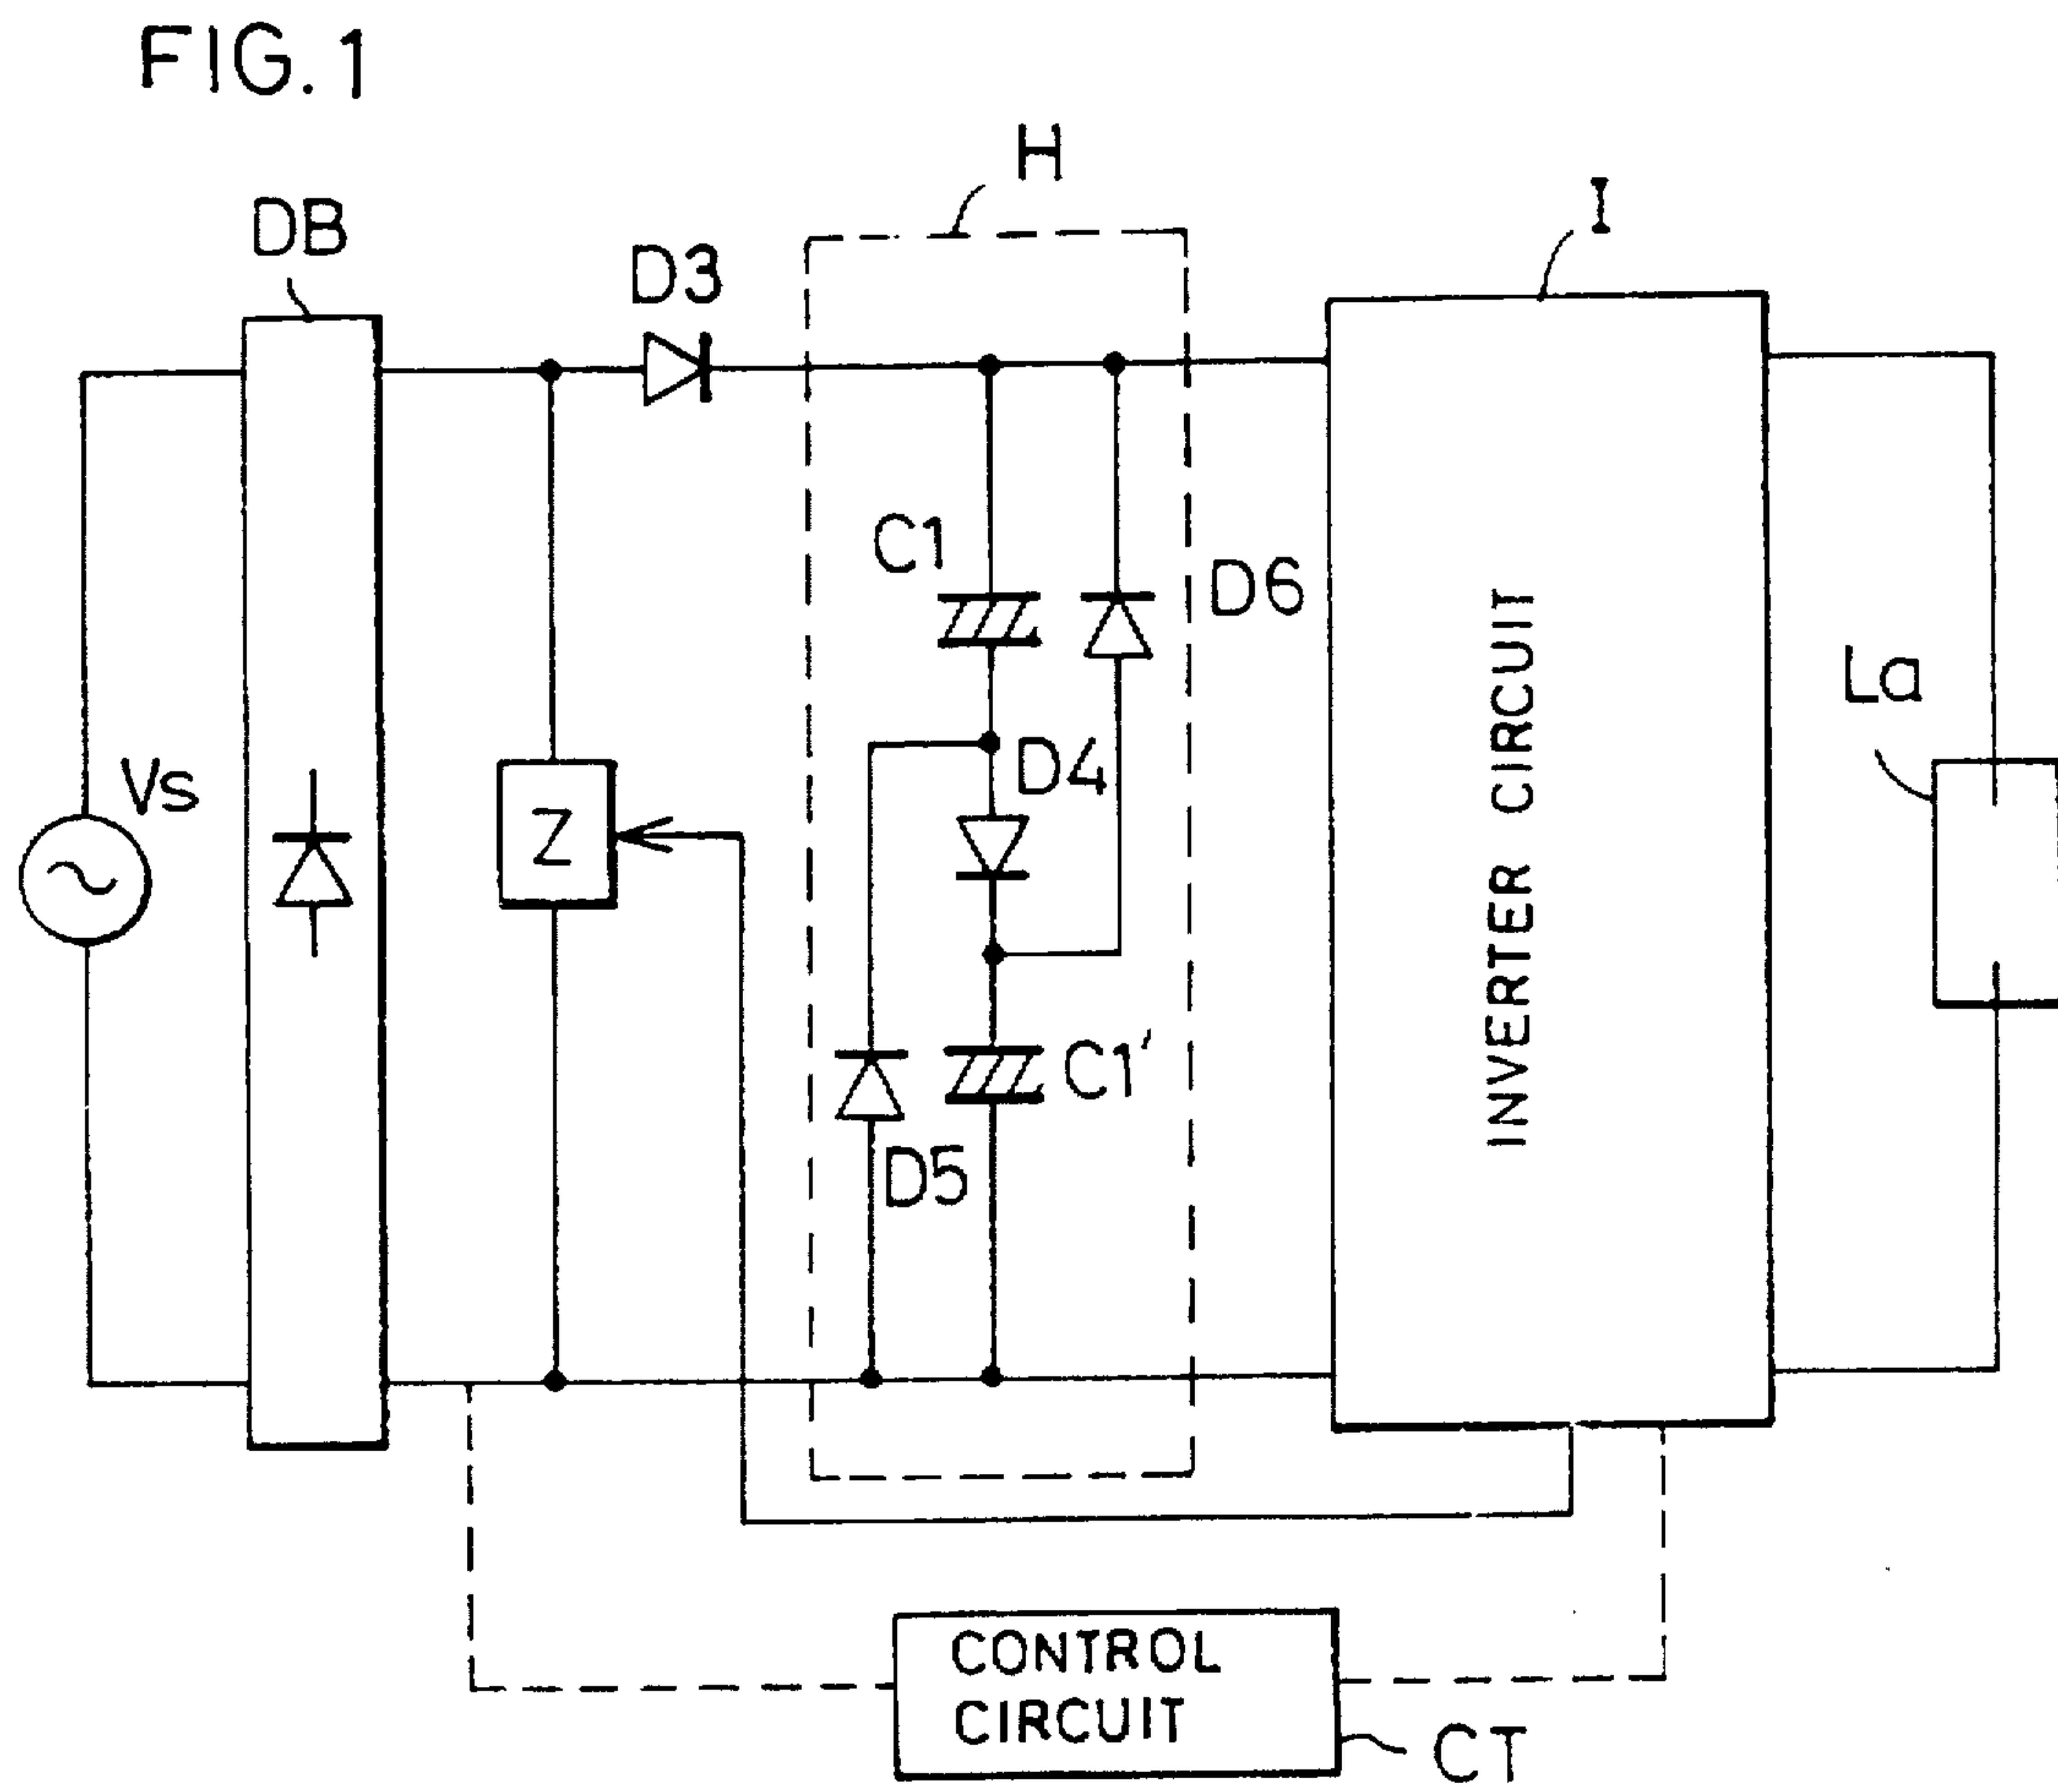 FIG. 1
H
I
DB
D3
C1
D6
La
D4
Vs
Z
INVERTER CIRCUIT
C1'
D5
CONTROL
CIRCUIT
CT